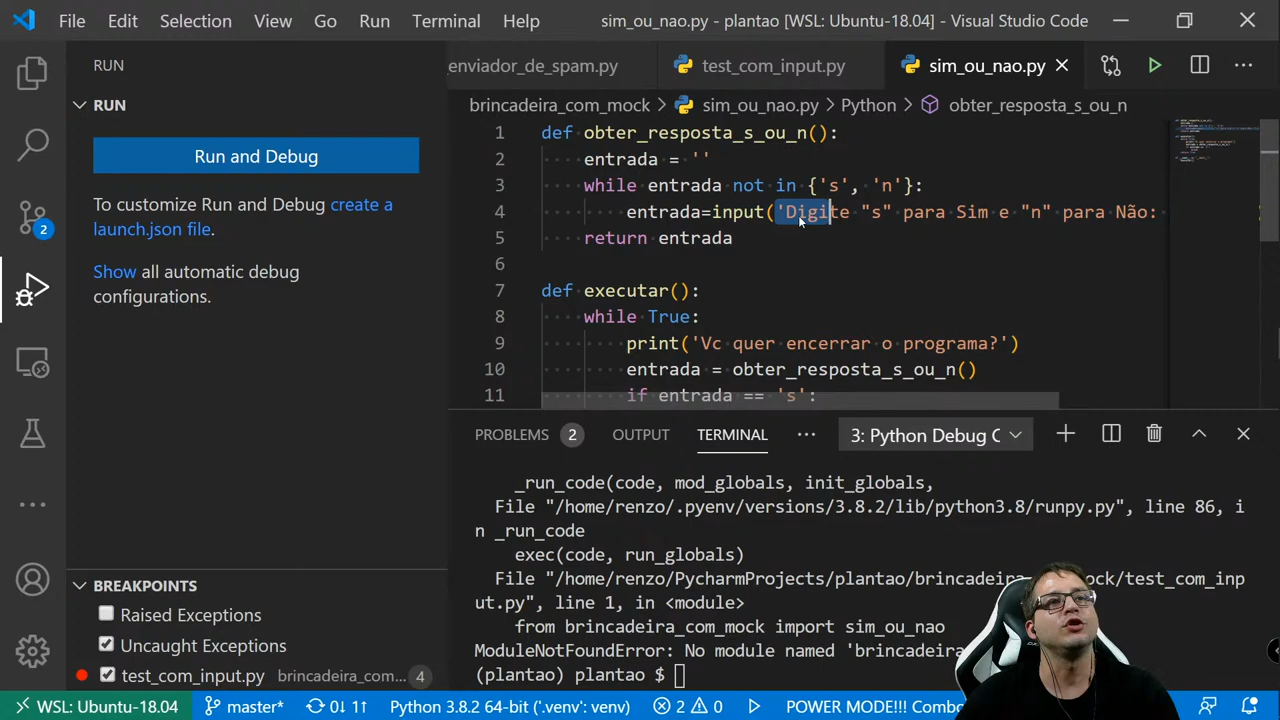 File Edit Selection View Go Run Terminal Help sim_ou_nao.py - plantao [WSL: Ubuntu-18.04] - Visual Studio Code
RUN
enviador_de_spam.py test_com_input.py sim_ou_nao.py
RUN
Run and Debug
To customize Run and Debug create a
launch.json file.
Show all automatic debug
configurations.
2
brincadeira_com_mock > sim_ou_nao.py > Python > obter_resposta_s_ou_n
1 def obter_resposta_s_ou_n():
2 entrada = ''
3 while entrada not in {'s', 'n'}:
4 entrada=input('Digite "s" para Sim e "n" para Não:
5 return entrada
6
7 def executar():
8 while True:
9 print('Vc quer encerrar o programa?')
10 entrada = obter_resposta_s_ou_n()
11 if entrada == 's':
PROBLEMS 2 OUTPUT TERMINAL ··· 3: Python Debug C
_run_code(code, mod_globals, init_globals,
File "/home/renzo/.pyenv/versions/3.8.2/lib/python3.8/runpy.py", line 86, i
n _run_code
exec(code, run_globals)
File "/home/renzo/PycharmProjects/plantao/brincadeira_com_mock/test_com_inp
ut.py", line 1, in <module>
from brincadeira_com_mock import sim_ou_nao
ModuleNotFoundError: No module named 'brincadeira
(plantao) plantao $
BREAKPOINTS
Raised Exceptions
Uncaught Exceptions
test_com_input.py brincadeira_com... 4
WSL: Ubuntu-18.04 master* 0↓ 1↑ Python 3.8.2 64-bit ('.venv': venv) 2 0 POWER MODE!!! Combo